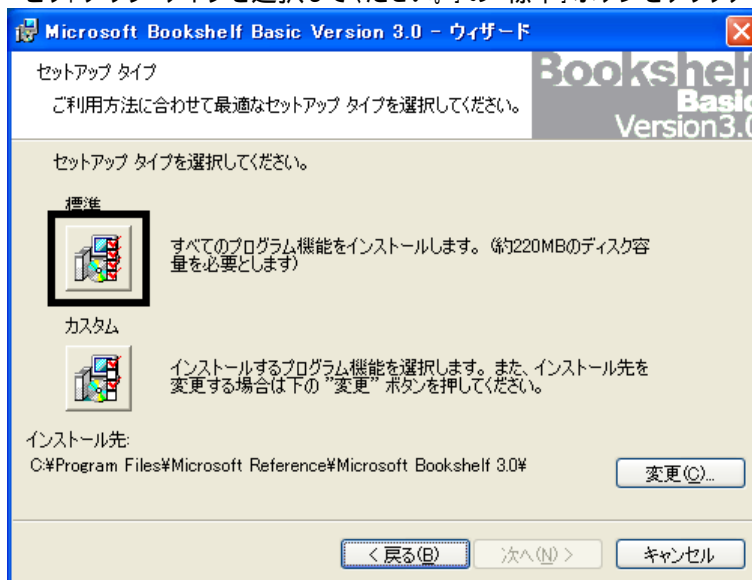 Microsoft Bookshelf Basic Version 3.0 - ウィザード
セットアップ タイプ
ご利用方法に合わせて最適なセットアップ タイプを選択してください。
Bookshelf
Basic
Version3.0
セットアップ タイプを選択してください。
標準
すべてのプログラム機能をインストールします。(約220MBのディスク容
量を必要とします)
カスタム
インストールするプログラム機能を選択します。また、インストール先を
変更する場合は下の "変更" ボタンを押してください。
インストール先:
C:¥Program Files¥Microsoft Reference¥Microsoft Bookshelf 3.0¥
変更(C)...
< 戻る(B)
次へ(N) >
キャンセル